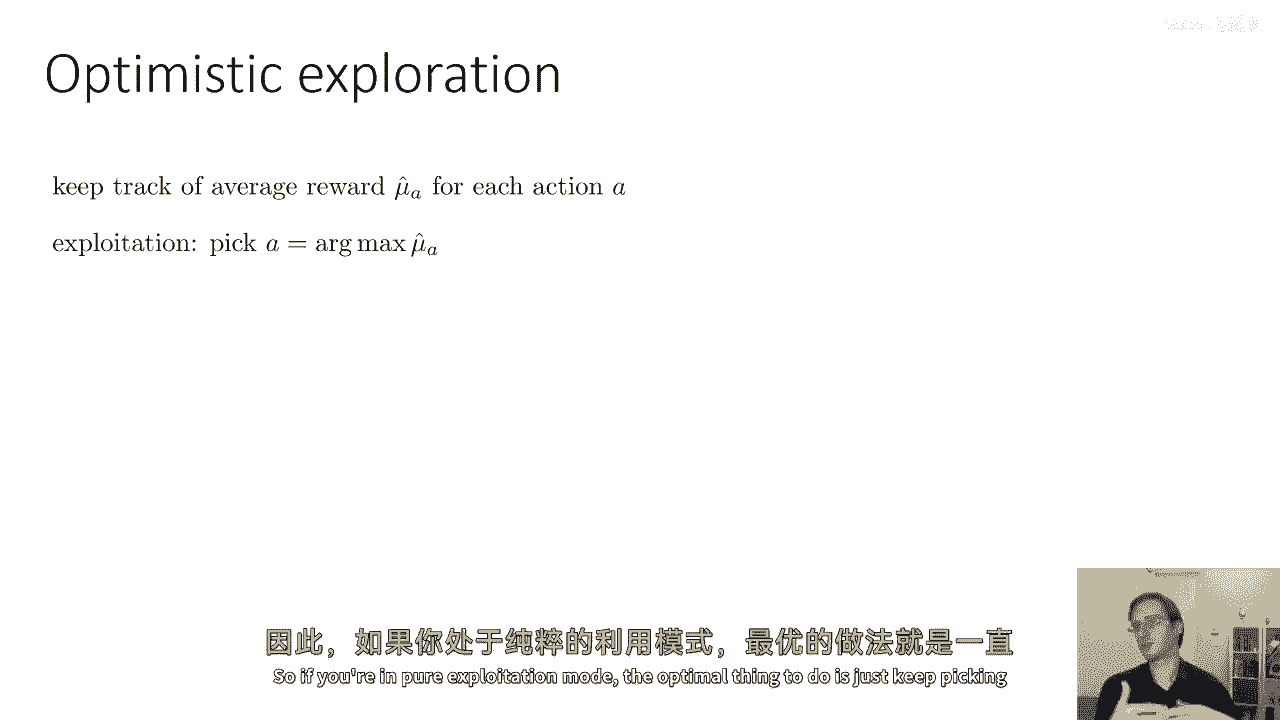 Optimistic exploration
keep track of average reward $\hat{\mu}_a$ for each action $a$
exploitation: pick $a = \arg\max \hat{\mu}_a$
因此，如果你处于纯粹的利用模式，最优的做法就是一直
So if you're in pure exploitation mode, the optimal thing to do is just keep picking